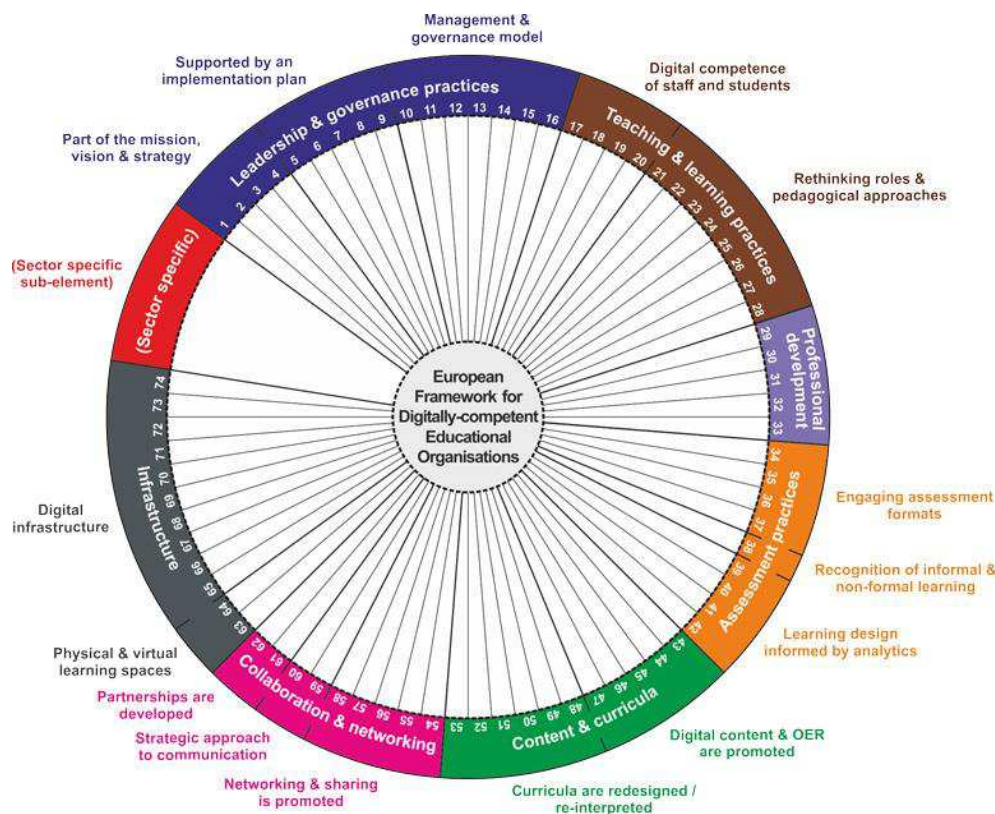 Management &
governance model
Supported by an
implementation plan
Part of the mission,
vision & strategy
Leadership & governance practices
1
2
3
4
5
6
7
8
9
10
11
12
13
14
15
16
Digital competence
of staff and students
Rethinking roles &
pedagogical approaches
Teaching & learning practices
17
18
19
20
21
22
23
24
25
26
27
28
Professional
develpment
29
30
31
32
33
Engaging assessment
formats
Recognition of informal &
non-formal learning
Learning design
informed by analytics
Assessment practices
34
35
36
37
38
39
40
41
42
Digital content & OER
are promoted
Curricula are redesigned /
re-interpreted
Content & curricula
43
44
45
46
47
48
49
50
51
52
53
Networking & sharing
is promoted
Strategic approach
to communication
Partnerships are
developed
Collaboration & networking
54
55
56
57
58
59
60
61
62
Physical & virtual
learning spaces
Digital
infrastructure
Infrastructure
63
64
65
66
67
68
69
70
71
72
73
74
(Sector specific
sub-element)
(Sector specific)
European
Framework for
Digitally-competent
Educational
Organisations